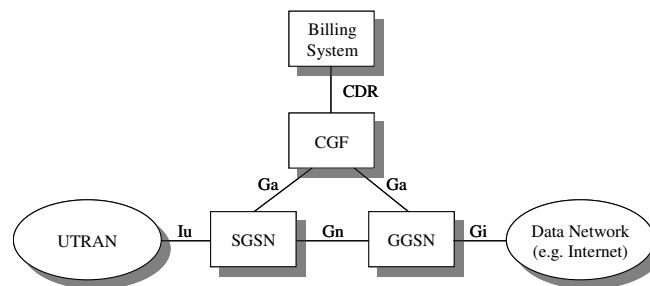 Billing
System
CDR
CGF
Ga
Ga
UTRAN
Iu
SGSN
Gn
GGSN
Gi
Data Network
(e.g. Internet)